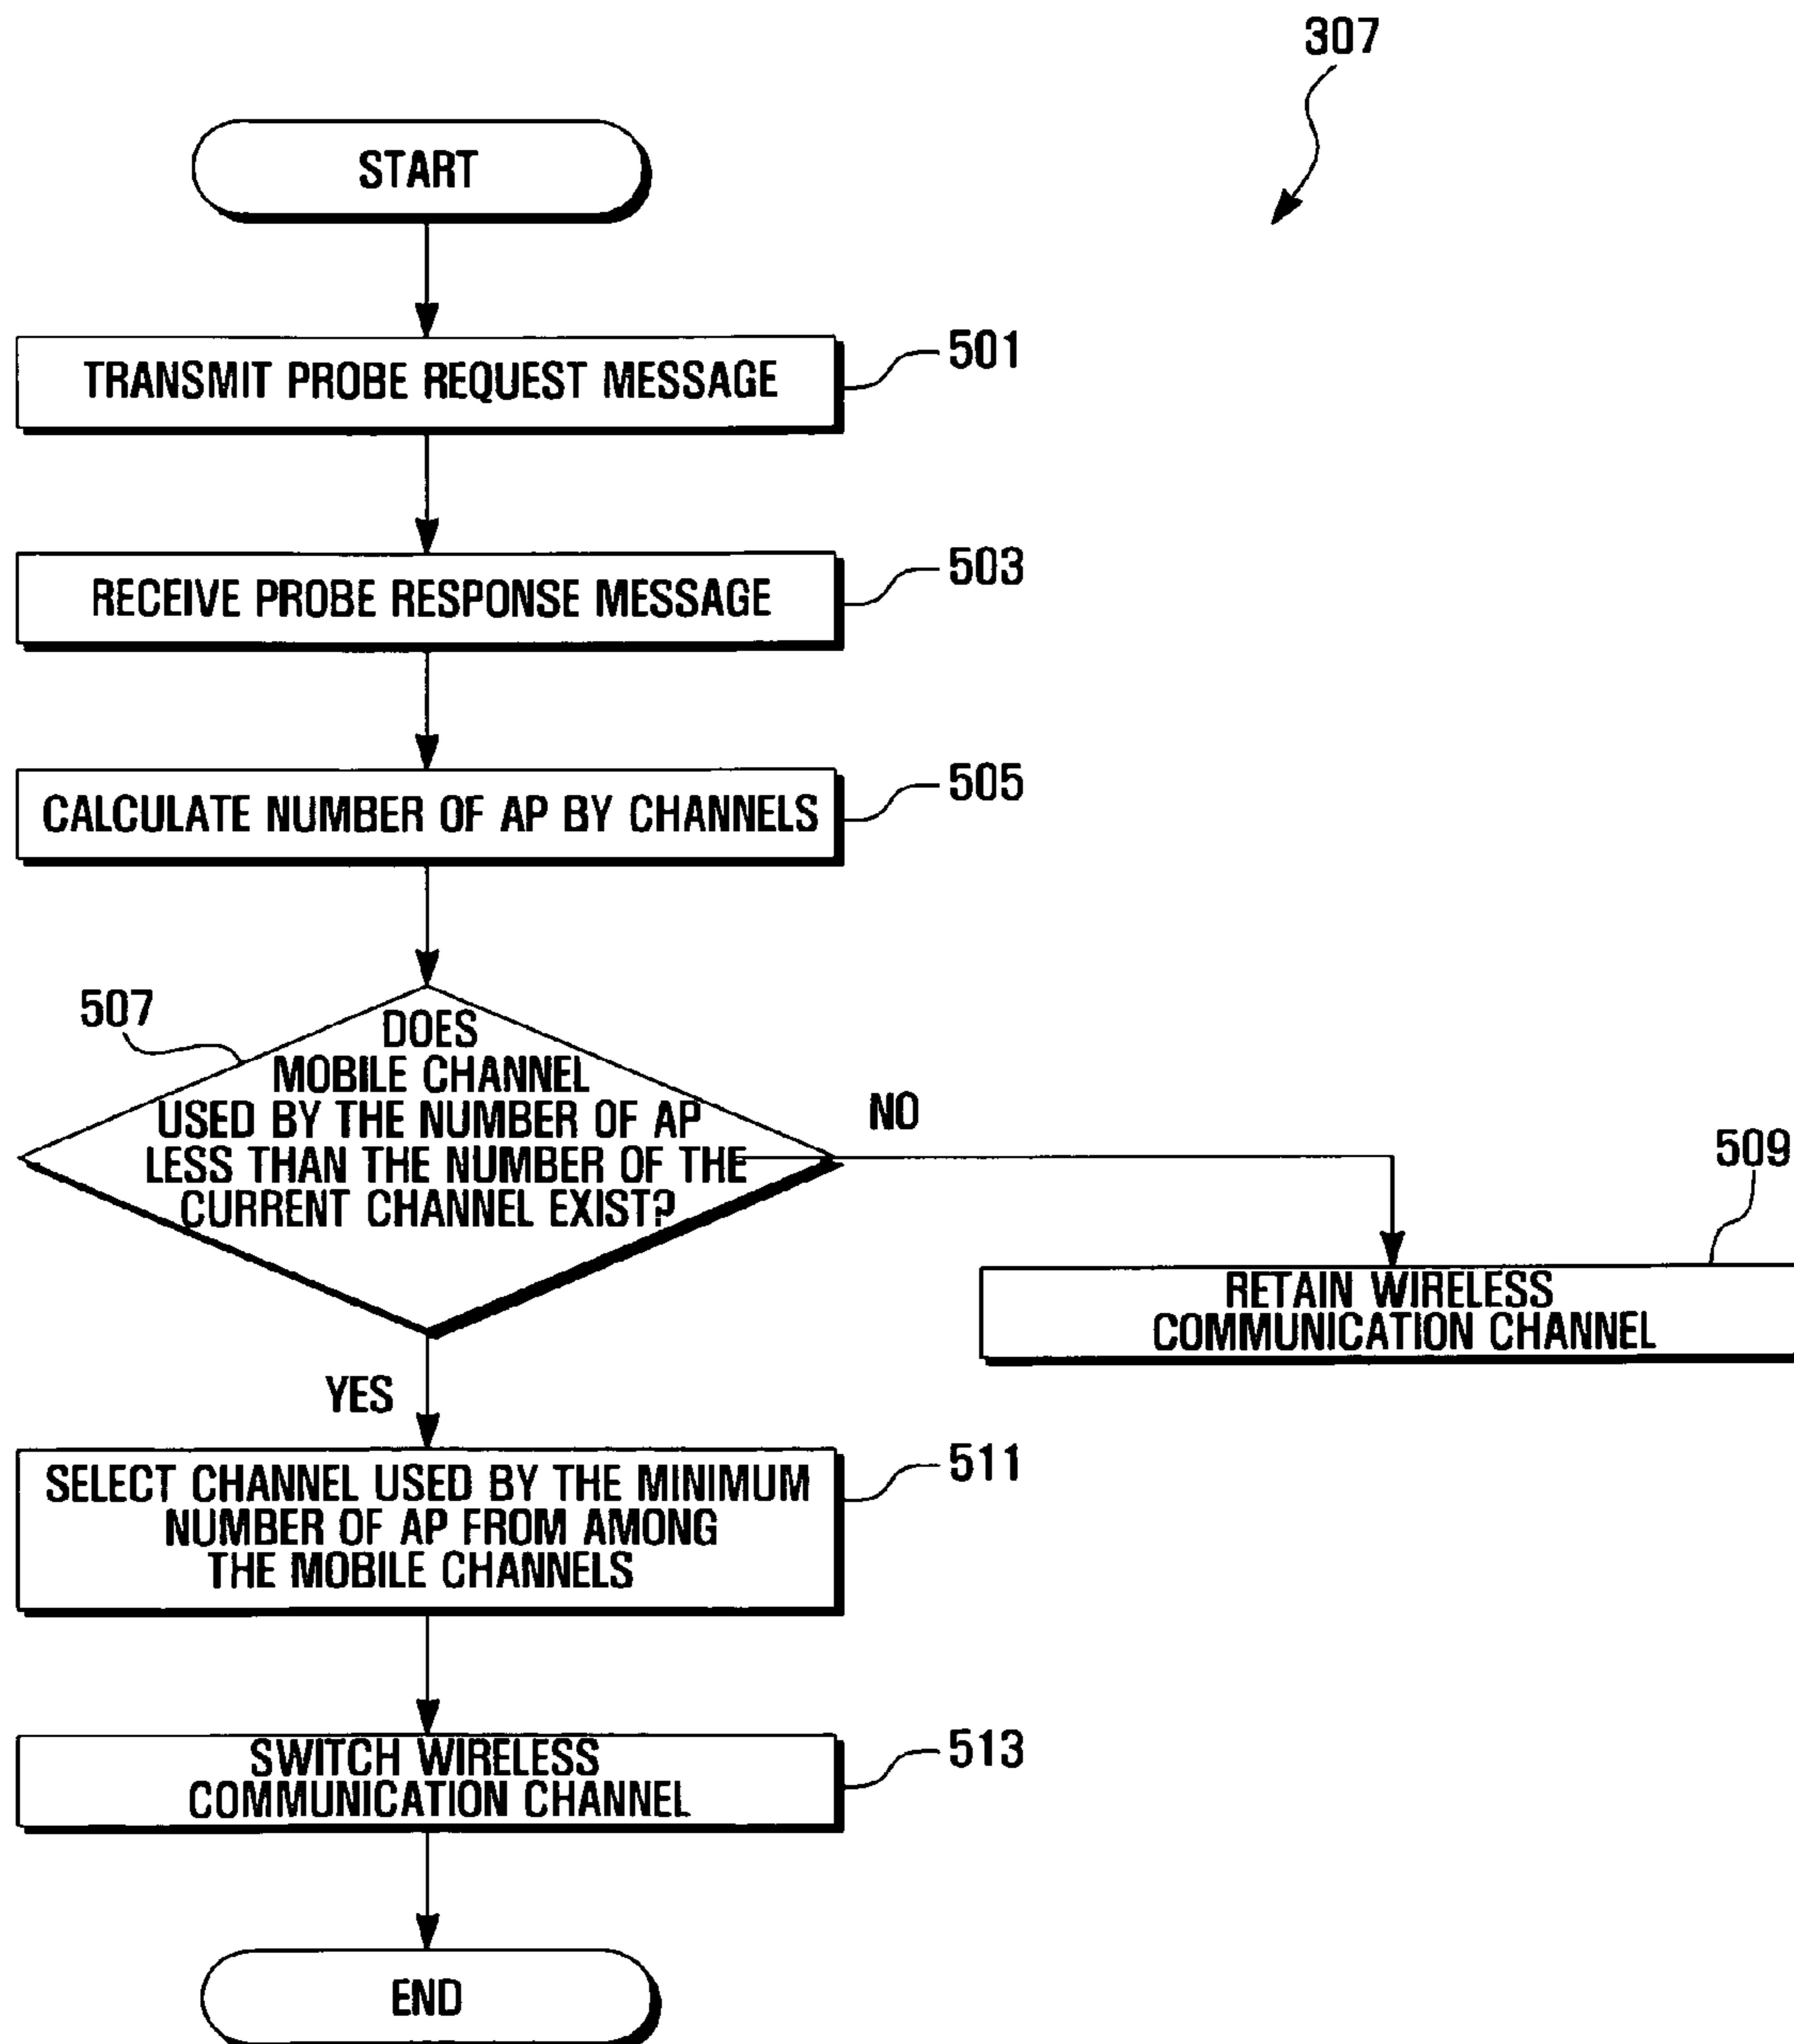 307
START
TRANSMIT PROBE REQUEST MESSAGE
501
RECEIVE PROBE RESPONSE MESSAGE
503
CALCULATE NUMBER OF AP BY CHANNELS
505
507
DOES
MOBILE CHANNEL
USED BY THE NUMBER OF AP
LESS THAN THE NUMBER OF THE
CURRENT CHANNEL EXIST?
NO
509
RETAIN WIRELESS
COMMUNICATION CHANNEL
YES
SELECT CHANNEL USED BY THE MINIMUM
NUMBER OF AP FROM AMONG
THE MOBILE CHANNELS
511
SWITCH WIRELESS
COMMUNICATION CHANNEL
513
END